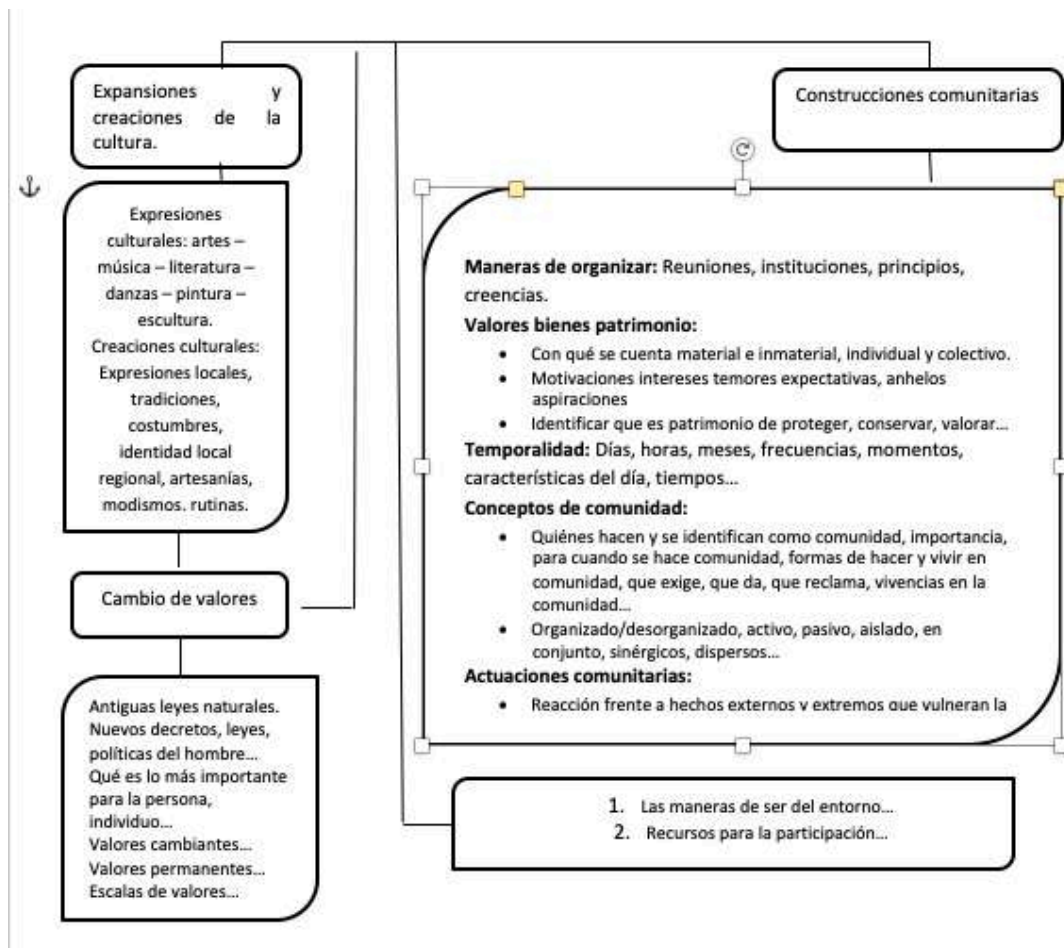 Expansiones y
creaciones de la
cultura.
Expresiones
culturales: artes –
música – literatura –
danzas – pintura –
escultura.
Creaciones culturales:
Expresiones locales,
tradiciones,
costumbres,
identidad local
regional, artesanías,
modismos. rutinas.
Cambio de valores
Antiguas leyes naturales.
Nuevos decretos, leyes,
políticas del hombre...
Qué es lo más importante
para la persona,
individuo...
Valores cambiantes...
Valores permanentes...
Escalas de valores...
Construcciones comunitarias
Maneras de organizar: Reuniones, instituciones, principios,
creencias.
Valores bienes patrimonio:
• Con qué se cuenta material e inmaterial, individual y colectivo.
• Motivaciones intereses temores expectativas, anhelos
aspiraciones
• Identificar que es patrimonio de proteger, conservar, valorar...
Temporalidad: Días, horas, meses, frecuencias, momentos,
características del día, tiempos...
Conceptos de comunidad:
• Quiénes hacen y se identifican como comunidad, importancia,
para cuando se hace comunidad, formas de hacer y vivir en
comunidad, que exige, que da, que reclama, vivencias en la
comunidad...
• Organizado/desorganizado, activo, pasivo, aislado, en
conjunto, sinérgicos, dispersos...
Actuaciones comunitarias:
• Reacción frente a hechos externos y extremos que vulneran la
1. Las maneras de ser del entorno...
2. Recursos para la participación...